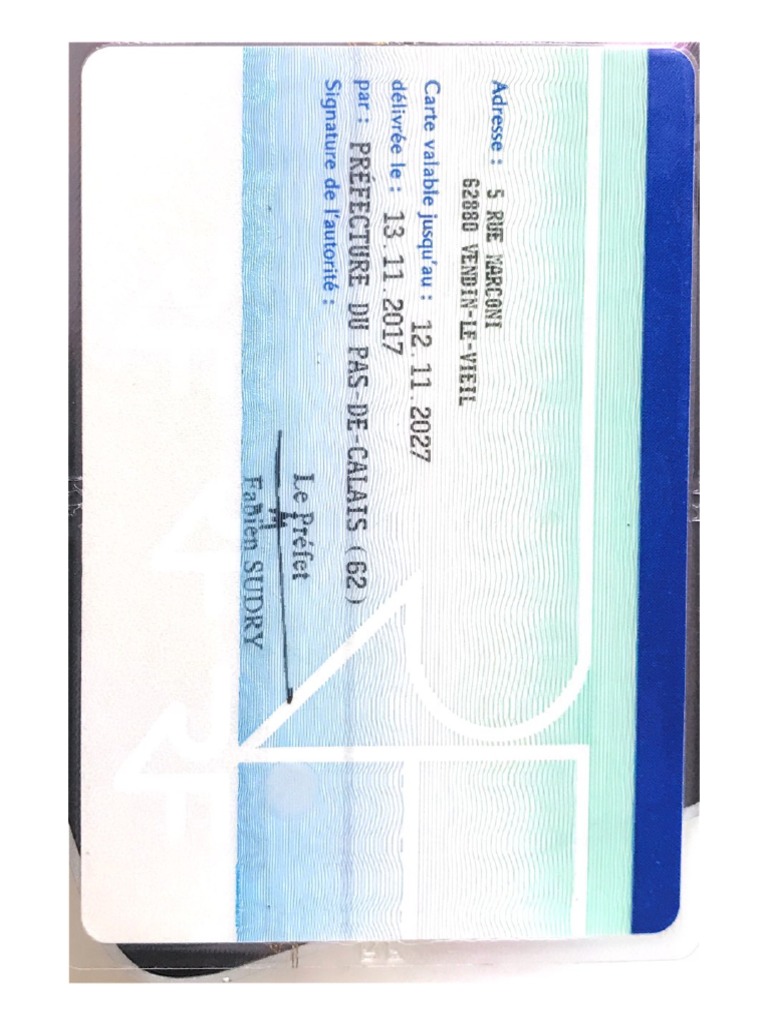 Adresse : 5 RUE MARCONI
62880 VENDIN-LE-VIEIL
Carte valable jusqu'au : 12.11.2027
délivrée le : 13.11.2017
par : PRÉFECTURE DU PAS-DE-CALAIS (62)
Signature de l'autorité :
Le Préfet
Fabien SUDRY